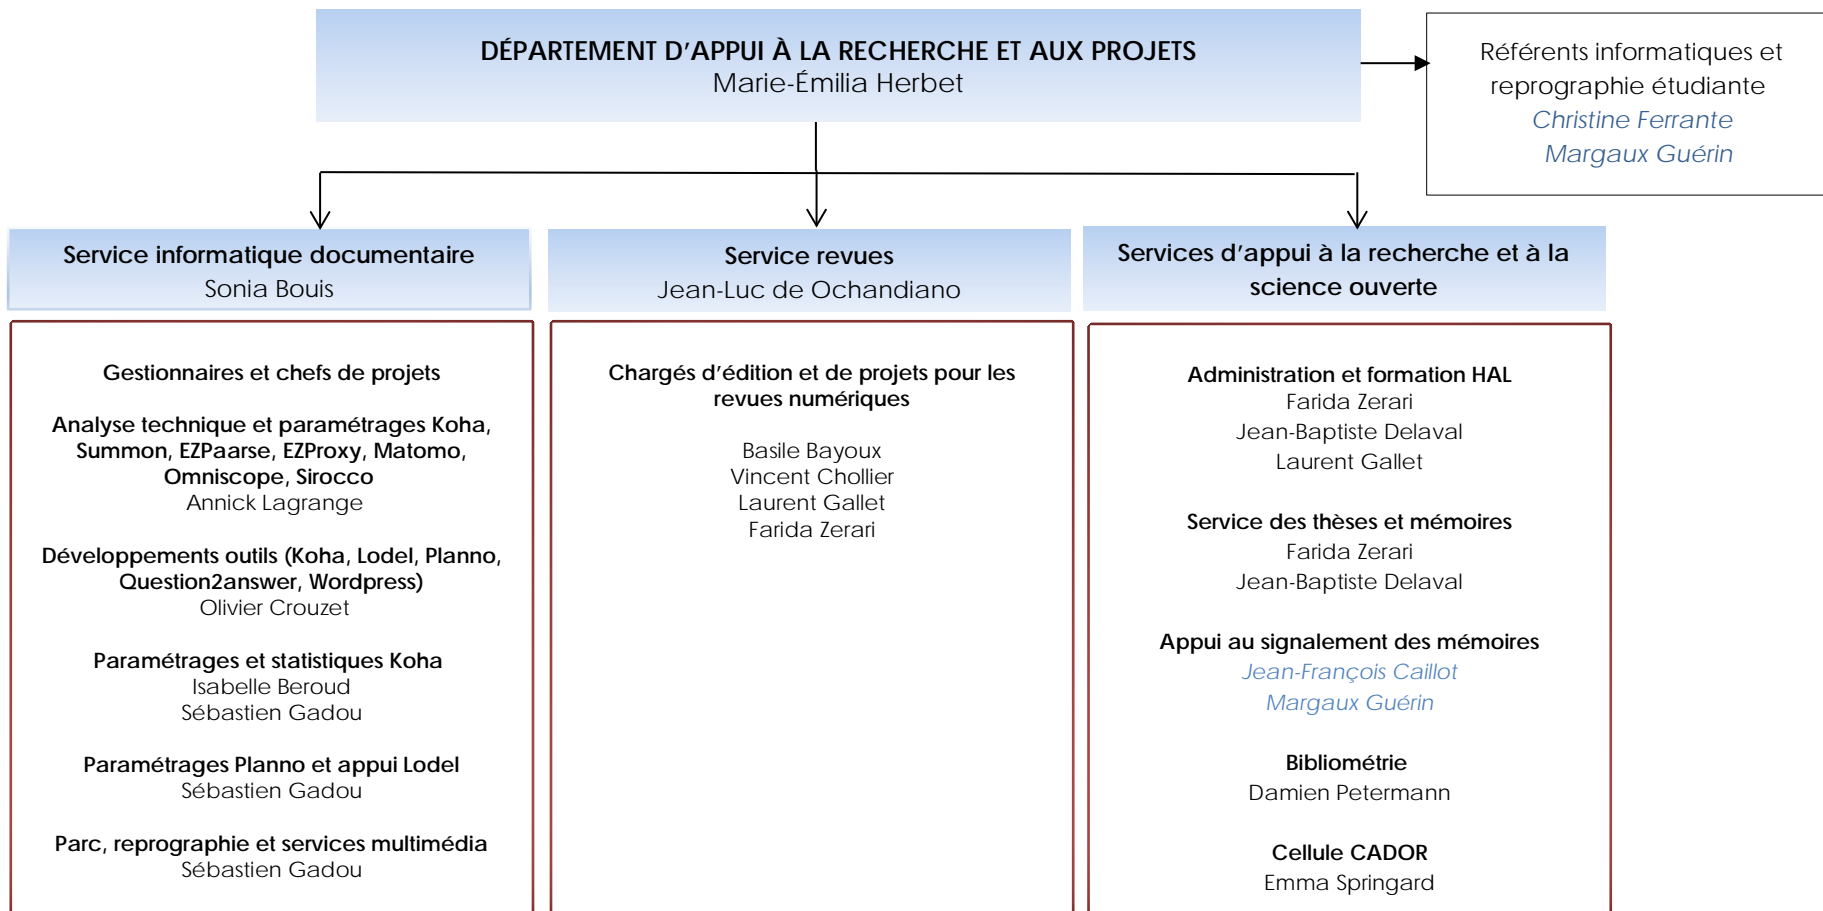 DÉPARTEMENT D'APPUI À LA RECHERCHE ET AUX PROJETS
Marie-Émilia Herbet
Référents informatiques et
reprographie étudiante
Christine Ferrante
Margaux Guérin
Service informatique documentaire
Sonia Bouis
Gestionnaires et chefs de projets
Analyse technique et paramétrages Koha,
Summon, EZPaarse, EZProxy, Matomo,
Omniscope, Sirocco
Annick Lagrange
Développements outils (Koha, Lodel, Planno,
Question2answer, Wordpress)
Olivier Crouzet
Paramétrages et statistiques Koha
Isabelle Beroud
Sébastien Gadou
Paramétrages Planno et appui Lodel
Sébastien Gadou
Parc, reprographie et services multimédia
Sébastien Gadou
Service revues
Jean-Luc de Ochandiano
Chargés d'édition et de projets pour les
revues numériques
Basile Bayoux
Vincent Chollier
Laurent Gallet
Farida Zerari
Services d'appui à la recherche et à la
science ouverte
Administration et formation HAL
Farida Zerari
Jean-Baptiste Delaval
Laurent Gallet
Service des thèses et mémoires
Farida Zerari
Jean-Baptiste Delaval
Appui au signalement des mémoires
Jean-François Caillot
Margaux Guérin
Bibliométrie
Damien Petermann
Cellule CADOR
Emma Springard